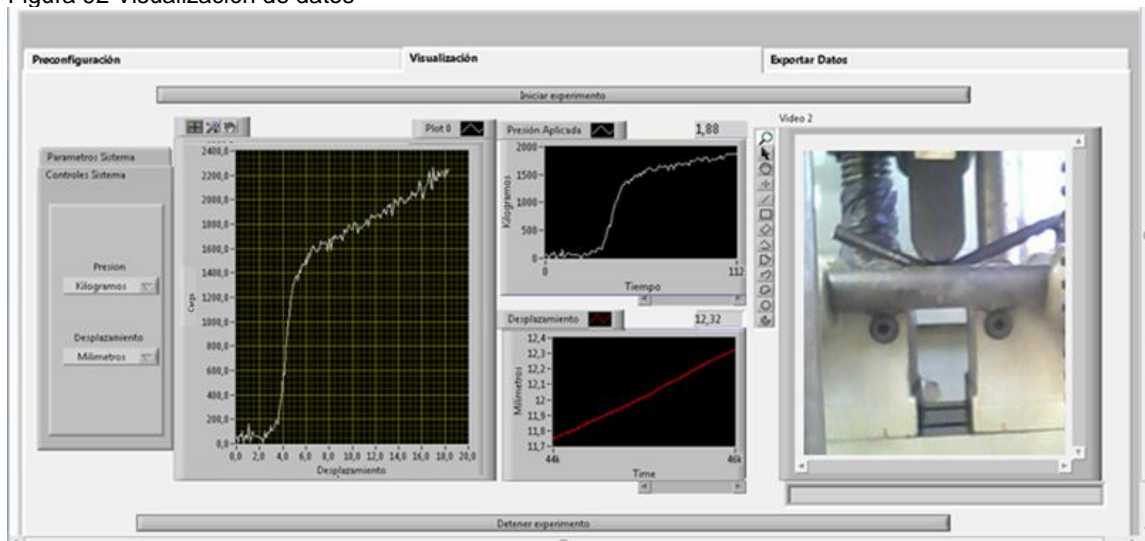 Preconfiguración
Visualización
Exportar Datos
Iniciar experimento
Parametros Sistema
Controles Sistema
Presion
Kilogramos
Desplazamiento
Milimetros
Plot 0
2400,0
2200,0
2000,0
1800,0
1600,0
1400,0
1200,0
1000,0
800,0
600,0
400,0
200,0
0,0
Carga
0,0 2,0 4,0 6,0 8,0 10,0 12,0 14,0 16,0 18,0 20,0
Desplazamiento
Presión Aplicada
1,88
2000
1500
1000
500
0
Kilogramos
0 112
Tiempo
Desplazamiento
12,32
12,4
12,3
12,2
12,1
12
11,9
11,8
11,7
Milimetros
44k 46k
Time
Video 2
Detener experimento